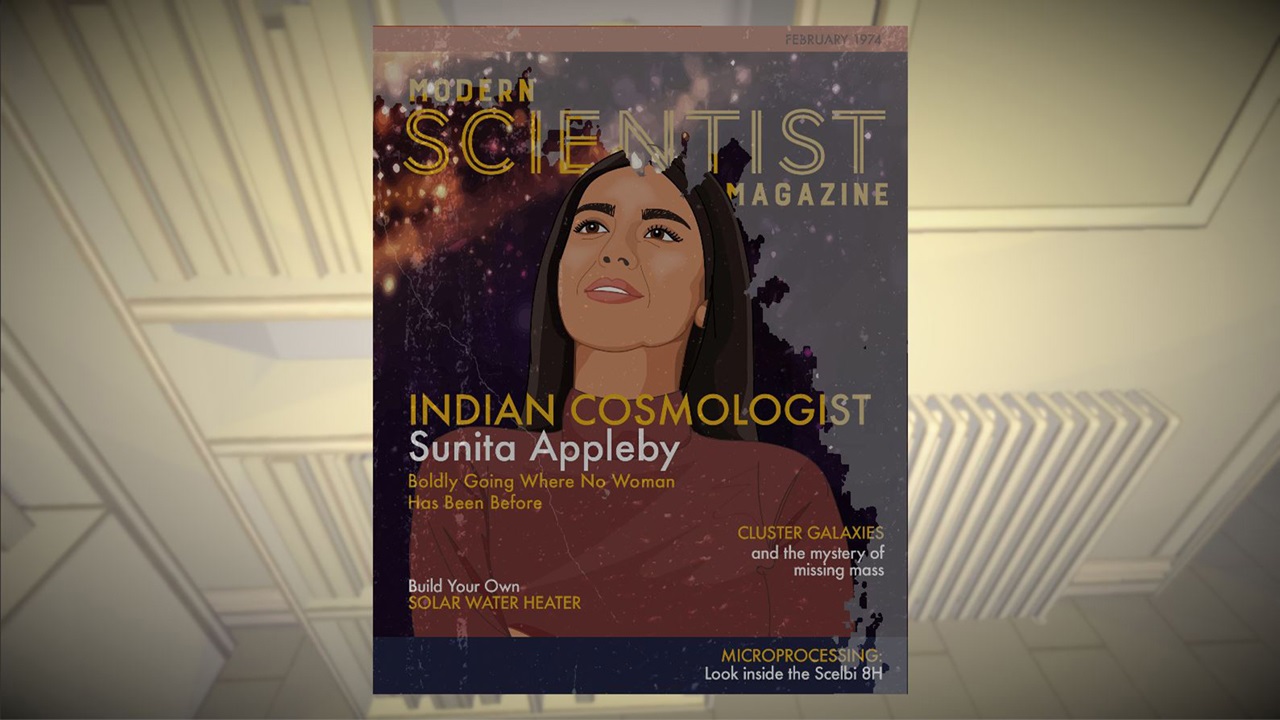 FEBRUARY 1974
MODERN
SCIENTIST
MAGAZINE
INDIAN COSMOLOGIST
Sunita Appleby
Boldly Going Where No Woman
Has Been Before
CLUSTER GALAXIES
and the mystery of
missing mass
Build Your Own
SOLAR WATER HEATER
MICROPROCESSING:
Look inside the Scelbi 8H